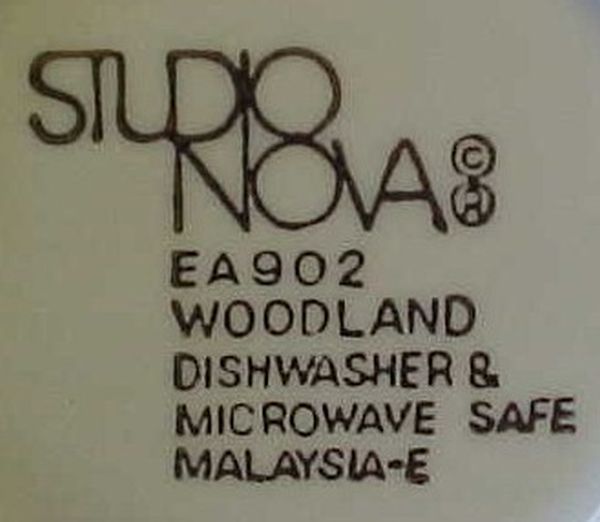 STUDIO
NOVA ©
EA902
WOODLAND
DISHWASHER &
MICROWAVE SAFE
MALAYSIA-E